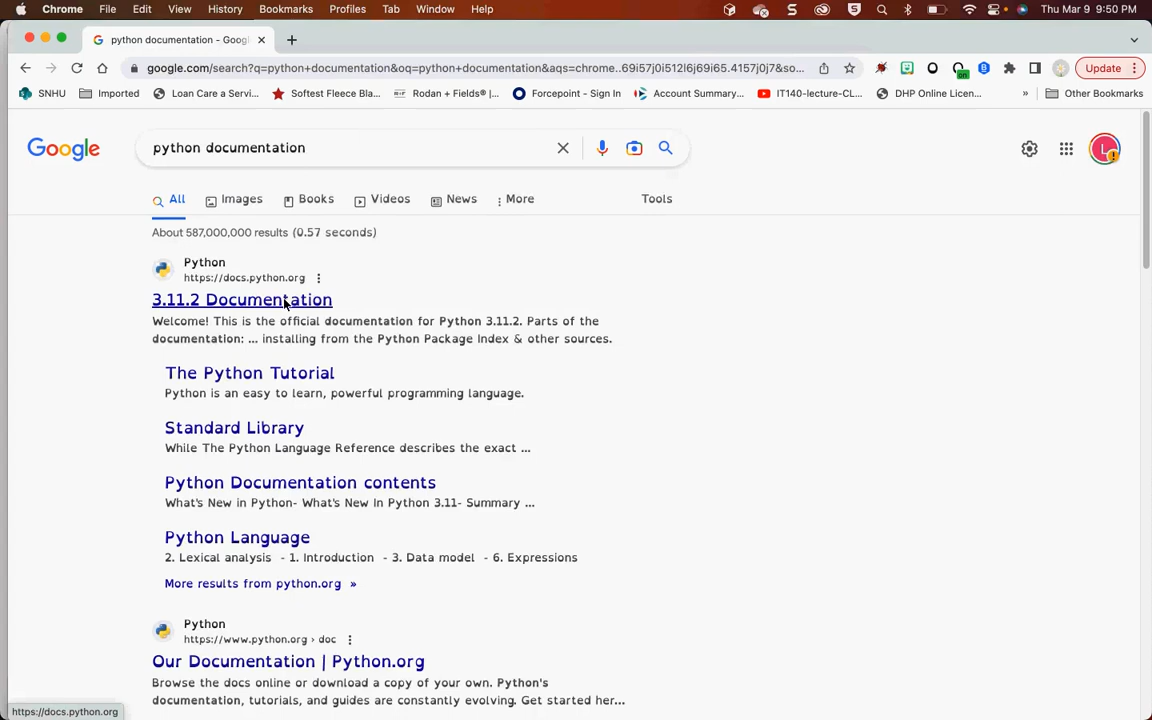 Chrome File Edit View History Bookmarks Profiles Tab Window Help Thu Mar 9 9:50 PM
python documentation - Goog
google.com/search?q=python+documentation&oq=python+documentation&aqs=chrome..69i57j0i512l6j69i65.4157j0j7&so... Update
SNHU Imported Loan Care a Servi... Softest Fleece Bla... Rodan + Fields® |... Forcepoint - Sign In Account Summary... IT140-lecture-CL... DHP Online Licen... » Other Bookmarks
Google python documentation L
All Images Books Videos News More Tools
About 587,000,000 results (0.57 seconds)
Python
https://docs.python.org
3.11.2 Documentation
Welcome! This is the official documentation for Python 3.11.2. Parts of the
documentation: ... installing from the Python Package Index & other sources.
The Python Tutorial
Python is an easy to learn, powerful programming language.
Standard Library
While The Python Language Reference describes the exact ...
Python Documentation contents
What's New in Python- What's New In Python 3.11- Summary ...
Python Language
2. Lexical analysis - 1. Introduction - 3. Data model - 6. Expressions
More results from python.org »
Python
https://www.python.org › doc
Our Documentation | Python.org
Browse the docs online or download a copy of your own. Python's
documentation, tutorials, and guides are constantly evolving. Get started her...
https://docs.python.org